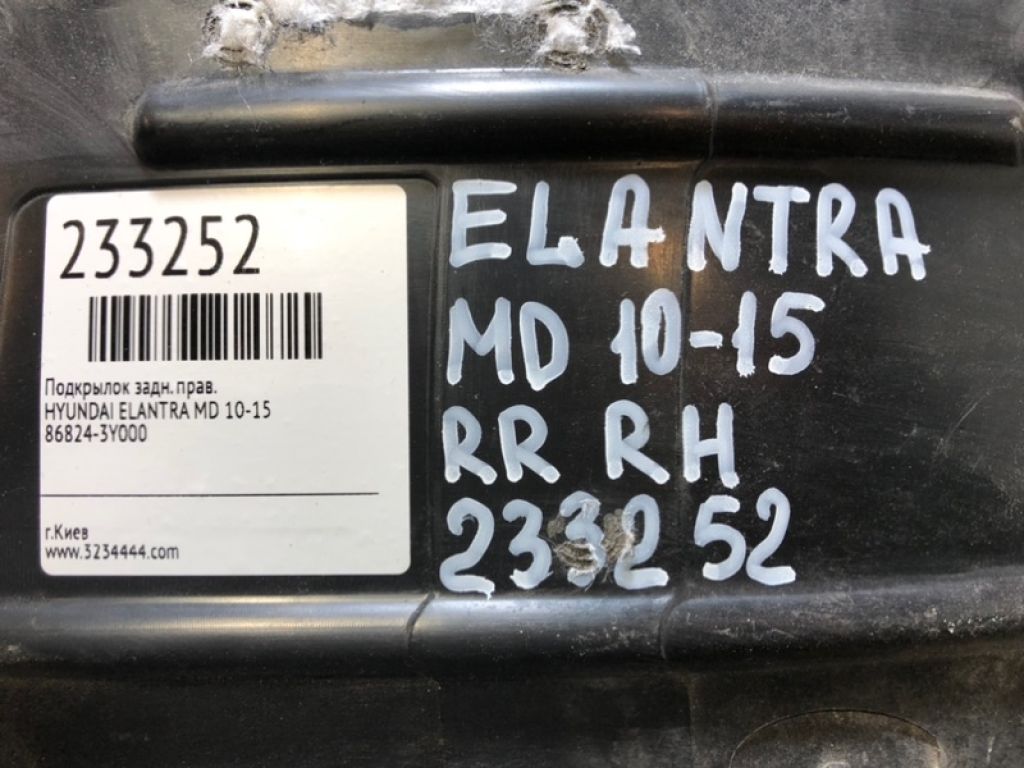 233252
Подкрылок задн. прав.
HYUNDAI ELANTRA MD 10-15
86824-3Y000
г.Киев
www.3234444.com
ELANTRA
MD 10-15
RR RH
233252